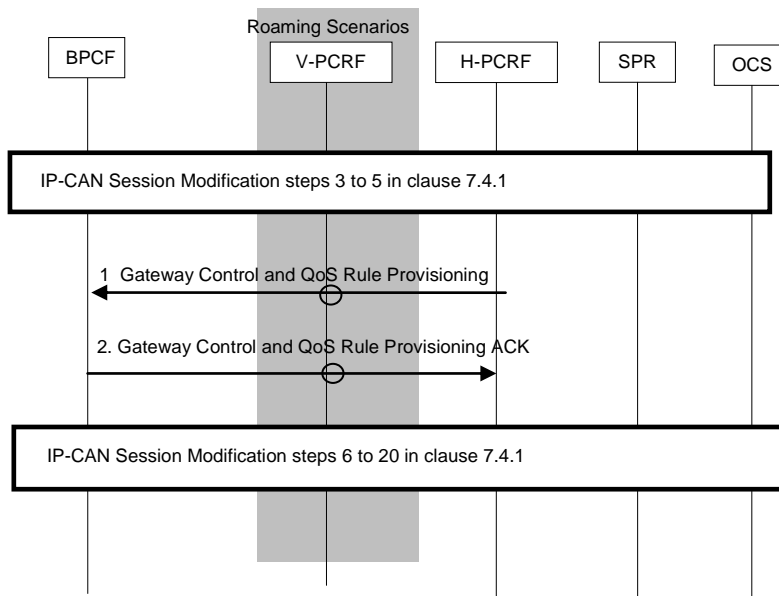 Roaming Scenarios
BPCF
V-PCRF
H-PCRF
SPR
OCS
IP-CAN Session Modification steps 3 to 5 in clause 7.4.1
1 Gateway Control and QoS Rule Provisioning
2. Gateway Control and QoS Rule Provisioning ACK
IP-CAN Session Modification steps 6 to 20 in clause 7.4.1